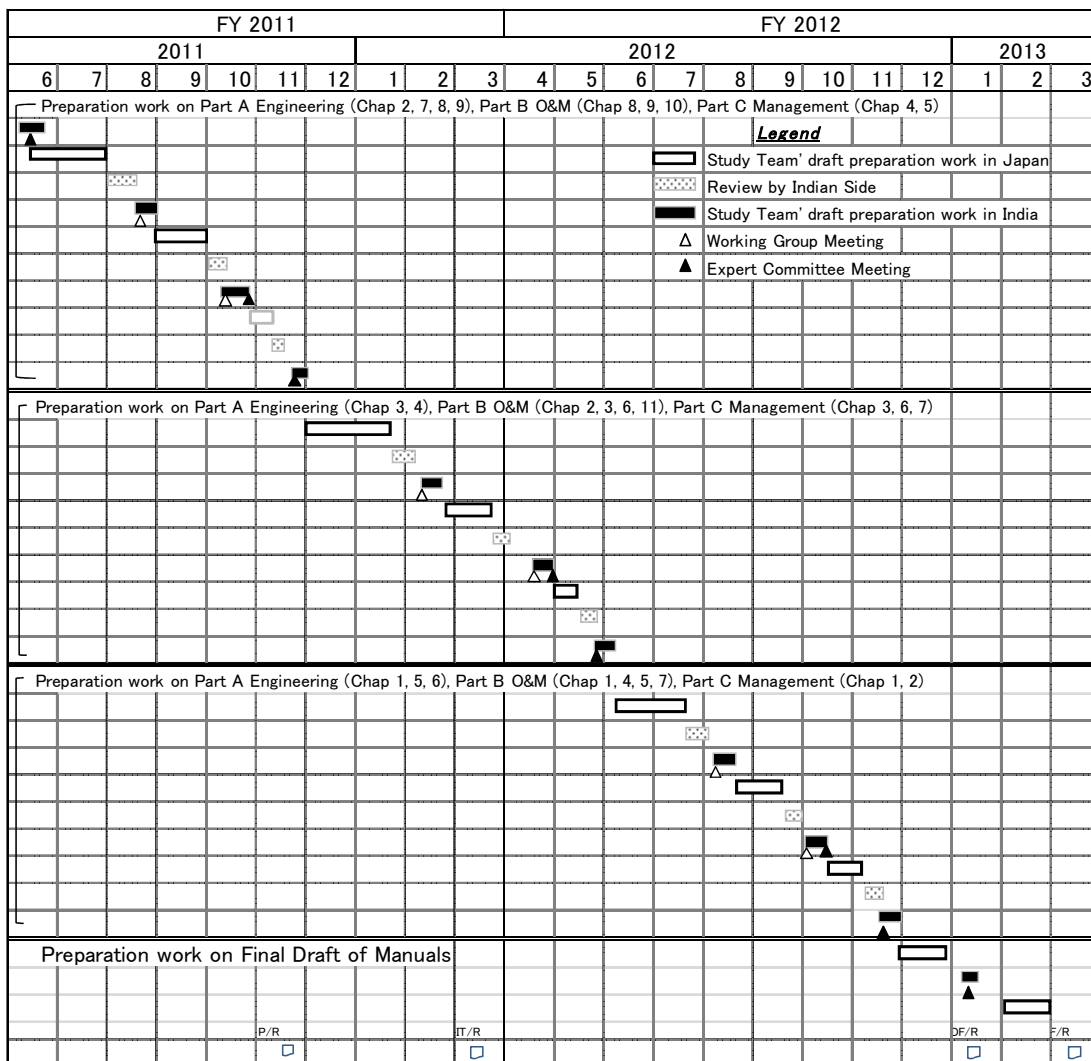 FY 2011 FY 2012
2011 2012 2013
6 7 8 9 10 11 12 1 2 3 4 5 6 7 8 9 10 11 12 1 2 3
Preparation work on Part A Engineering (Chap 2, 7, 8, 9), Part B O&M (Chap 8, 9, 10), Part C Management (Chap 4, 5)
Legend
Study Team' draft preparation work in Japan
Review by Indian Side
Study Team' draft preparation work in India
Working Group Meeting
Expert Committee Meeting
Preparation work on Part A Engineering (Chap 3, 4), Part B O&M (Chap 2, 3, 6, 11), Part C Management (Chap 3, 6, 7)
Preparation work on Part A Engineering (Chap 1, 5, 6), Part B O&M (Chap 1, 4, 5, 7), Part C Management (Chap 1, 2)
Preparation work on Final Draft of Manuals
P/R IT/R DF/R F/R